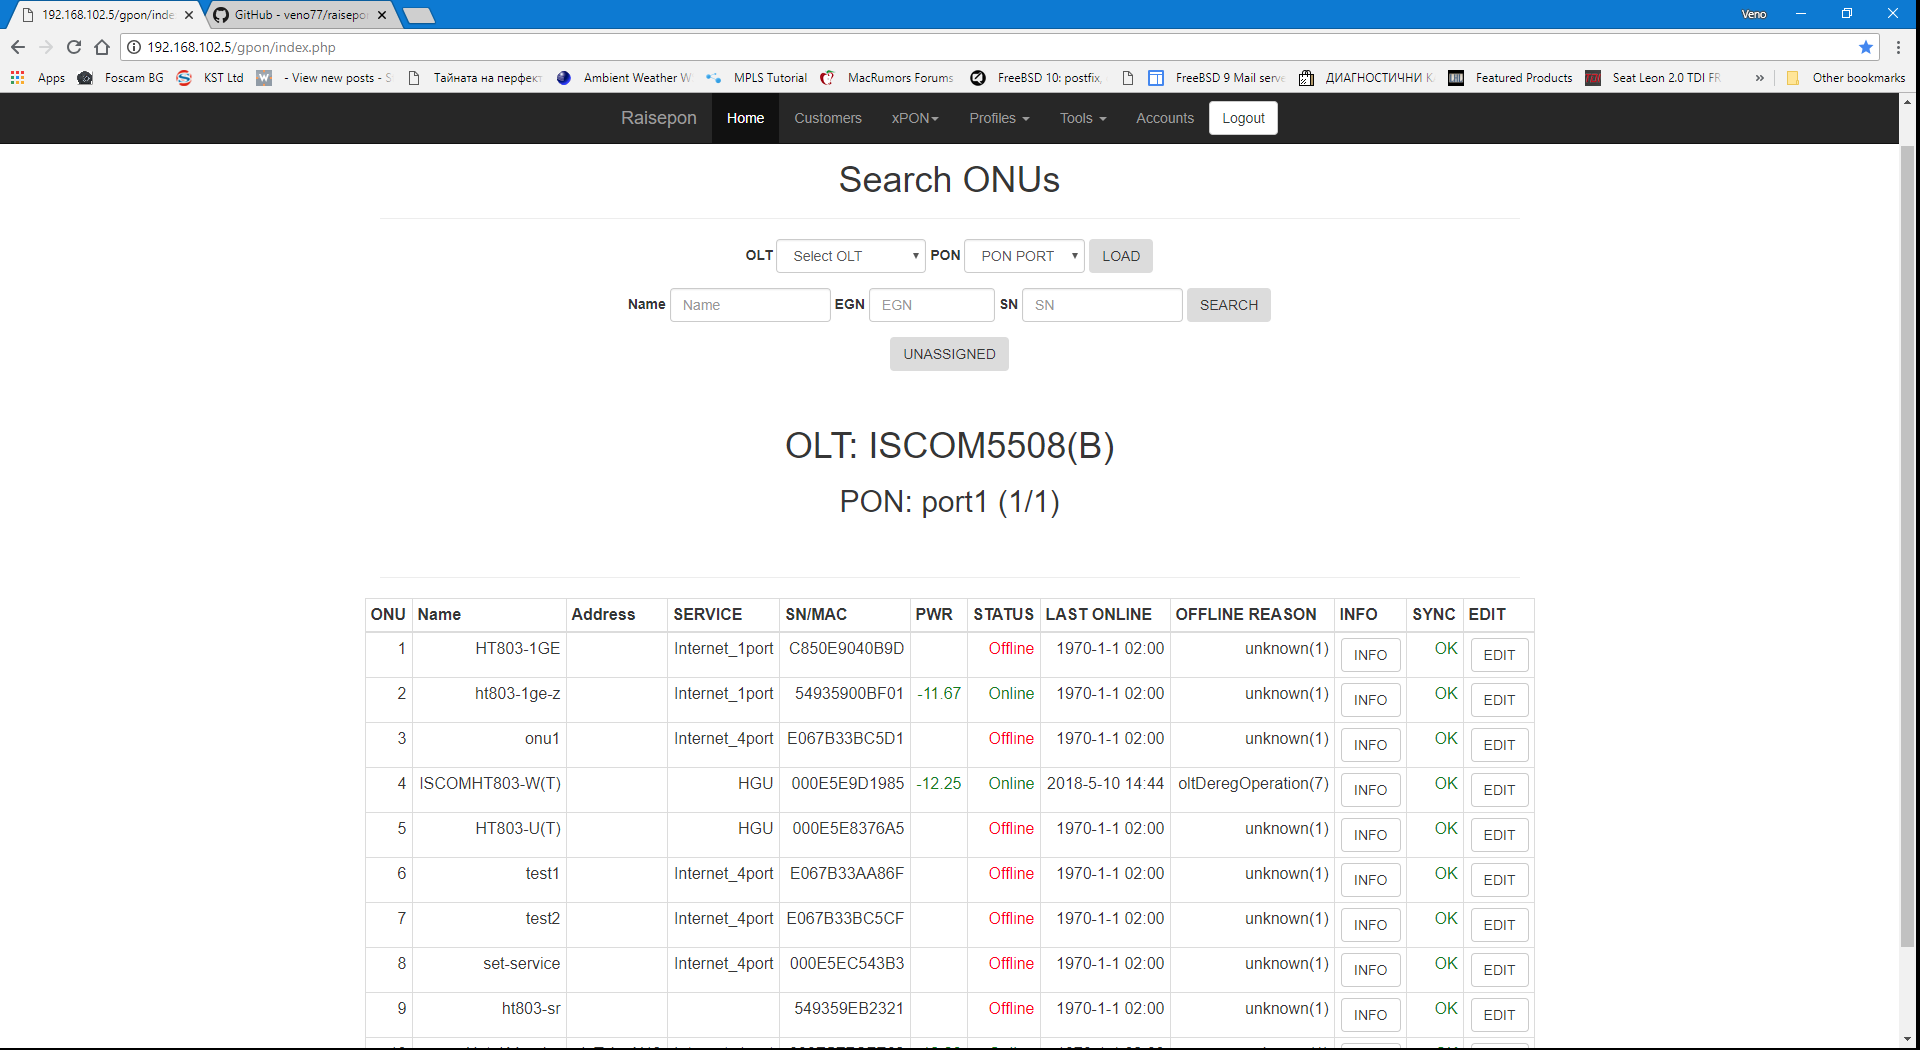 192.168.102.5/gpon/inde
GitHub - veno77/raisepon
Veno
192.168.102.5/gpon/index.php
Apps
Foscam BG
KST Ltd
- View new posts - S
Тайната на перфект
Ambient Weather W
MPLS Tutorial
MacRumors Forums
FreeBSD 10: postfix,
FreeBSD 9 Mail serve
ДИАГНОСТИЧНИ К
Featured Products
Seat Leon 2.0 TDI FR
»
Other bookmarks
Raisepon Home Customers xPON Profiles Tools Accounts Logout
Search ONUs
OLT Select OLT PON PON PORT LOAD
Name Name EGN EGN SN SN SEARCH
UNASSIGNED
OLT: ISCOM5508(B)
PON: port1 (1/1)
ONU Name Address SERVICE SN/MAC PWR STATUS LAST ONLINE OFFLINE REASON INFO SYNC EDIT
1 HT803-1GE Internet_1port C850E9040B9D Offline 1970-1-1 02:00 unknown(1) INFO OK EDIT
2 ht803-1ge-z Internet_1port 54935900BF01 -11.67 Online 1970-1-1 02:00 unknown(1) INFO OK EDIT
3 onu1 Internet_4port E067B33BC5D1 Offline 1970-1-1 02:00 unknown(1) INFO OK EDIT
4 ISCOMHT803-W(T) HGU 000E5E9D1985 -12.25 Online 2018-5-10 14:44 oltDeregOperation(7) INFO OK EDIT
5 HT803-U(T) HGU 000E5E8376A5 Offline 1970-1-1 02:00 unknown(1) INFO OK EDIT
6 test1 Internet_4port E067B33AA86F Offline 1970-1-1 02:00 unknown(1) INFO OK EDIT
7 test2 Internet_4port E067B33BC5CF Offline 1970-1-1 02:00 unknown(1) INFO OK EDIT
8 set-service Internet_4port 000E5EC543B3 Offline 1970-1-1 02:00 unknown(1) INFO OK EDIT
9 ht803-sr 549359EB2321 Offline 1970-1-1 02:00 unknown(1) INFO OK EDIT